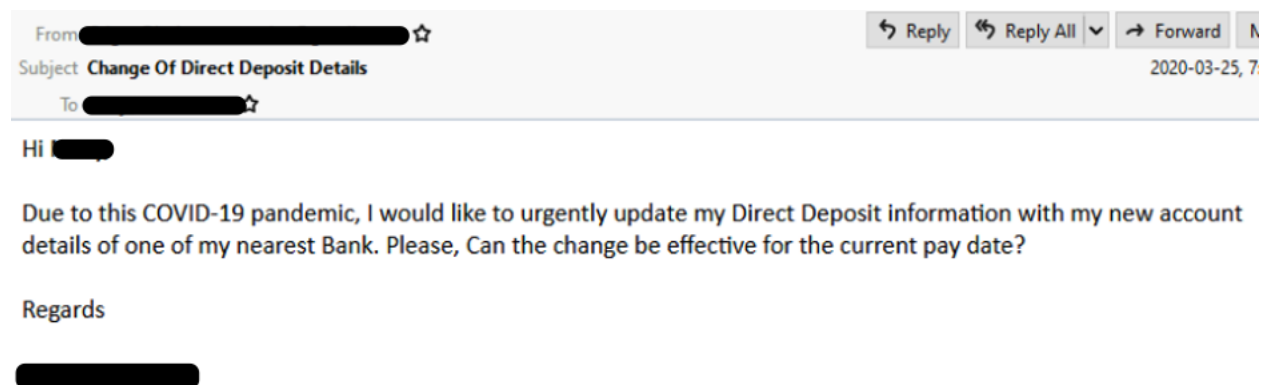 From
Reply Reply All Forward
Subject Change Of Direct Deposit Details
2020-03-25, 7
To
Hi
Due to this COVID-19 pandemic, I would like to urgently update my Direct Deposit information with my new account
details of one of my nearest Bank. Please, Can the change be effective for the current pay date?
Regards